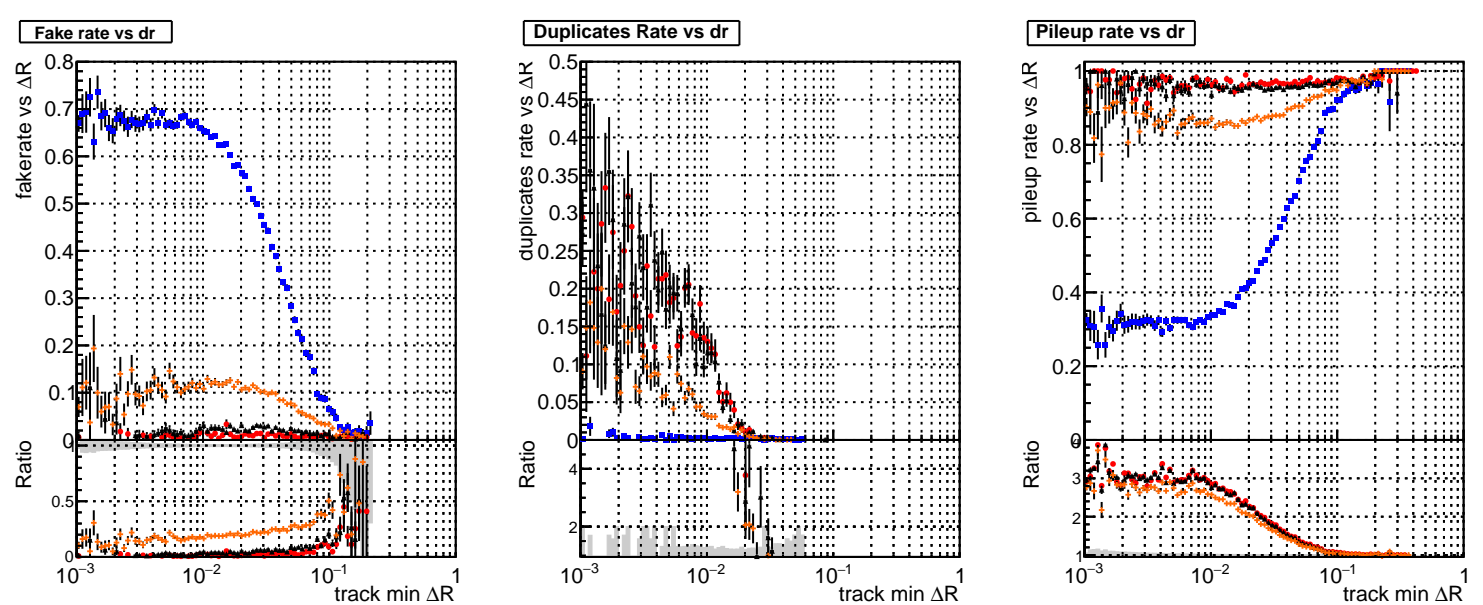 Fake rate vs dr
fakerate vs ΔR
0.8
0.7
0.6
0.5
0.4
0.3
0.2
0.1
0
Ratio
0.5
0
10⁻³ 10⁻² 10⁻¹ 1
track min ΔR
Duplicates Rate vs dr
duplicates rate vs ΔR
0.5
0.45
0.4
0.35
0.3
0.25
0.2
0.15
0.1
0.05
0
Ratio
4
2
10⁻³ 10⁻² 10⁻¹ 1
track min ΔR
Pileup rate vs dr
pileup rate vs ΔR
1
0.8
0.6
0.4
0.2
0
Ratio
3
2
1
10⁻³ 10⁻² 10⁻¹ 1
track min ΔR